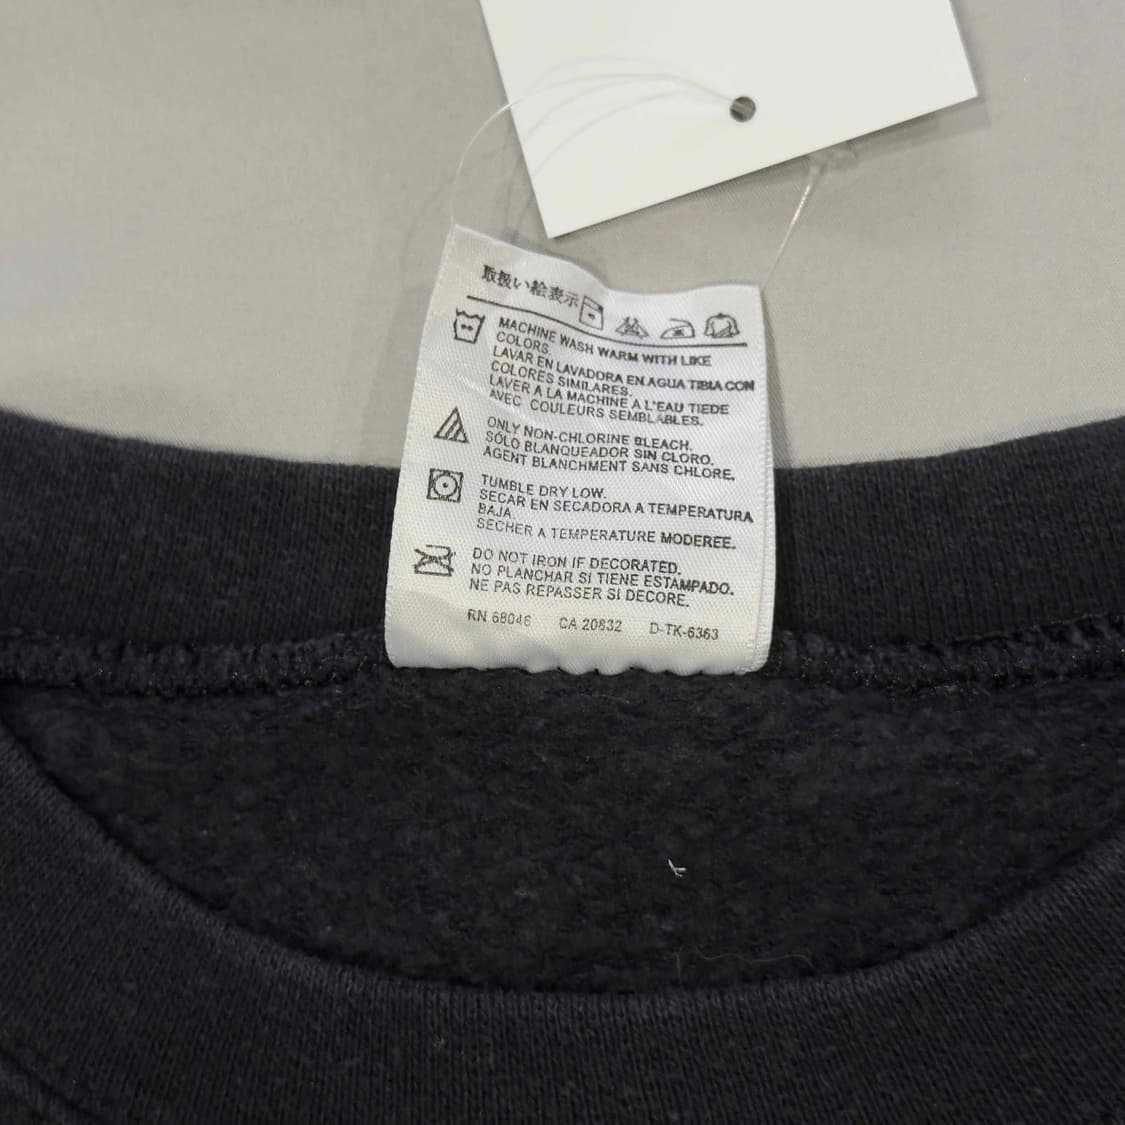 取扱い絵表示
MACHINE WASH WARM WITH LIKE
COLORS.
LAVAR EN LAVADORA EN AGUA TIBIA CON
COLORES SIMILARES.
LAVER A LA MACHINE A L'EAU TIEDE
AVEC COULEURS SEMBLABLES.
ONLY NON-CHLORINE BLEACH.
SÓLO BLANQUEADOR SIN CLORO.
AGENT BLANCHMENT SANS CHLORE.
TUMBLE DRY LOW.
SECAR EN SECADORA A TEMPERATURA
BAJA.
SECHER A TEMPERATURE MODEREE.
DO NOT IRON IF DECORATED.
NO PLANCHAR SI TIENE ESTAMPADO.
NE PAS REPASSER SI DECORE.
RN 68046 CA 20832 D-TK-6363